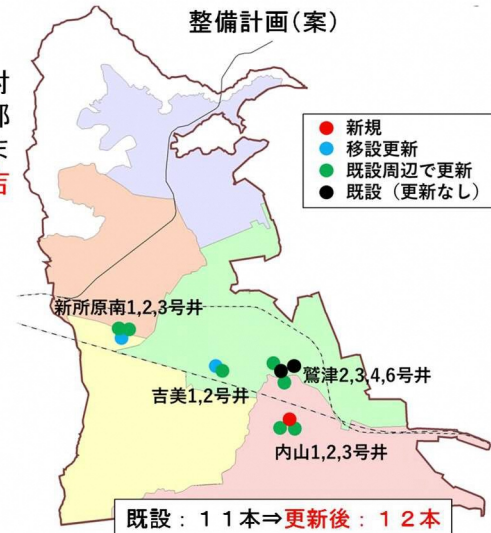 整備計画(案)
新規
移設更新
既設周辺で更新
既設（更新なし）
新所原南1,2,3号井
鷲津2,3,4,6号井
吉美1,2号井
内山1,2,3号井
既設：１１本⇒更新後：１２本